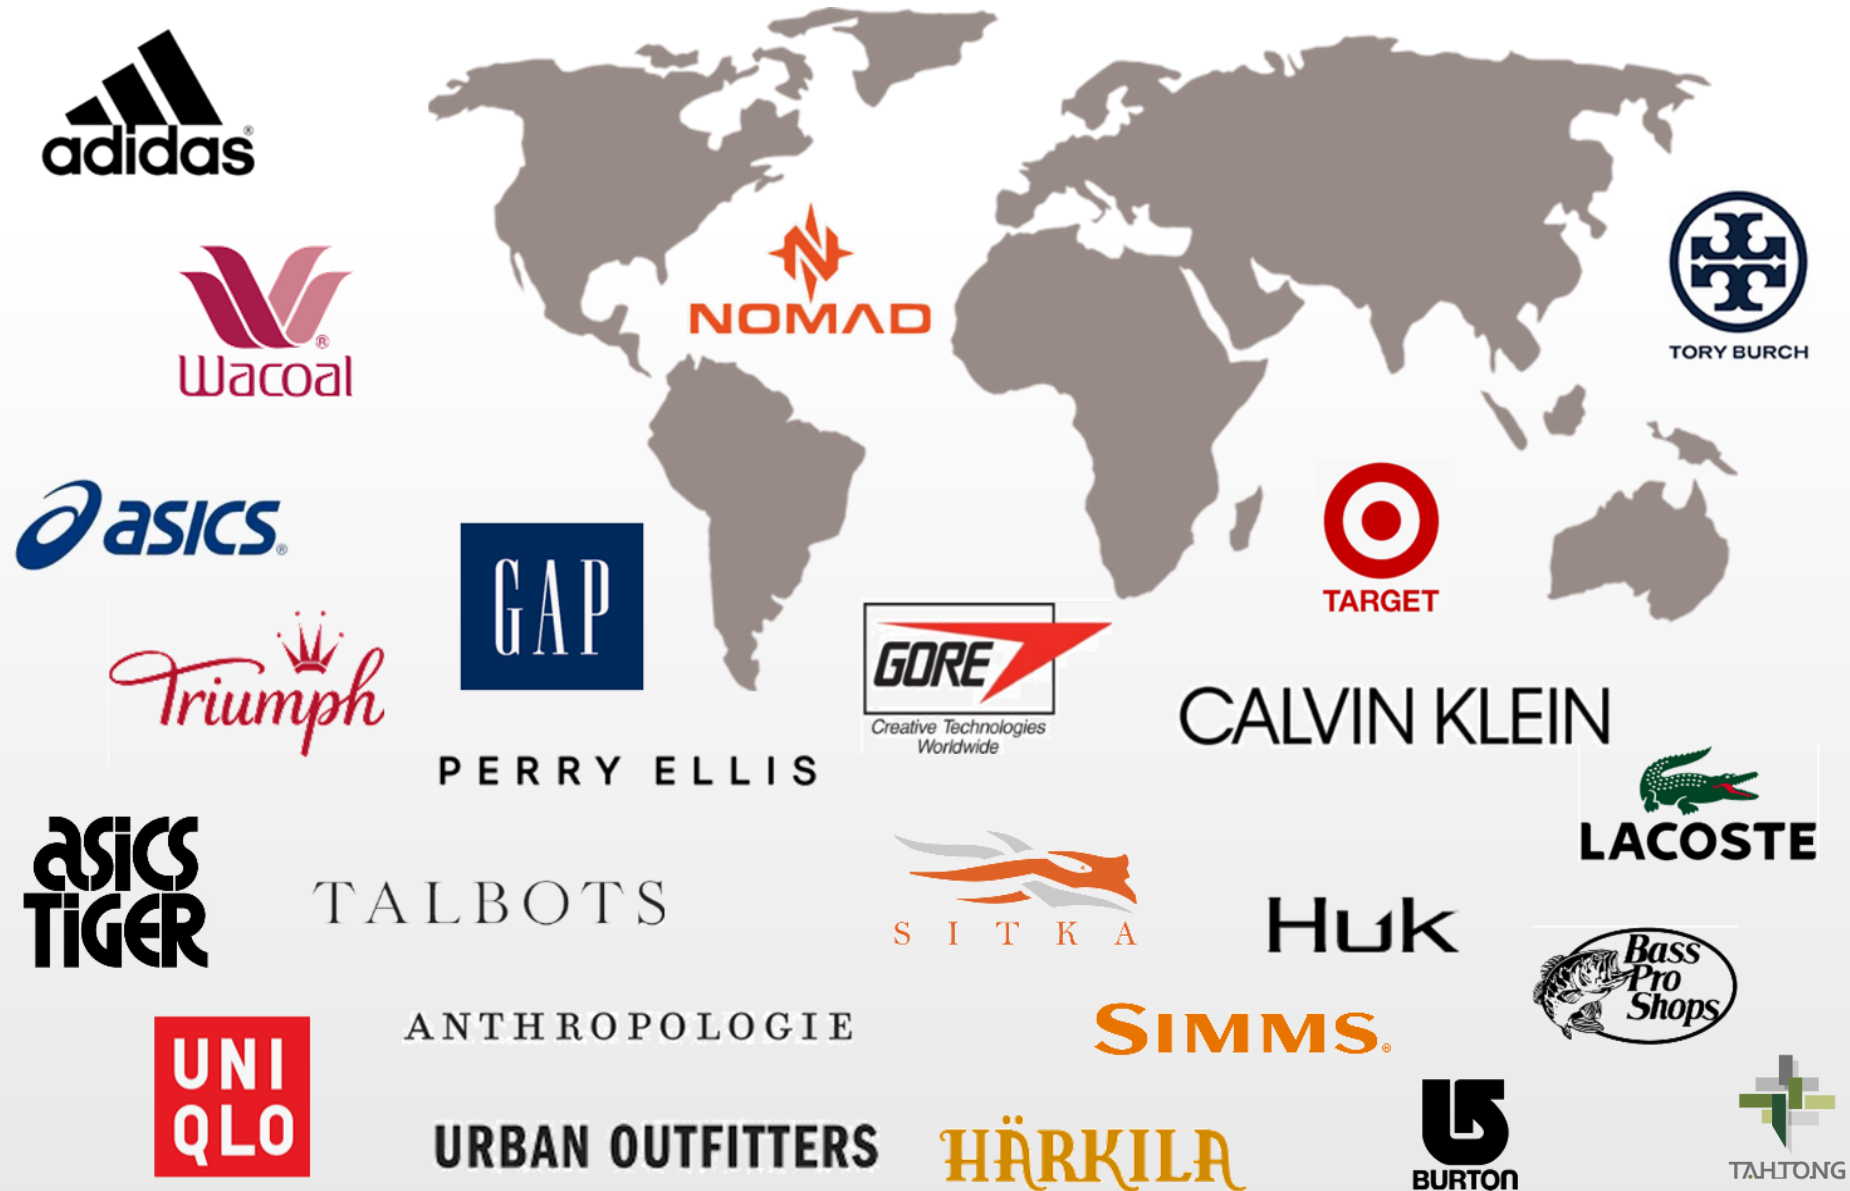 adidas®
Wacoal®
NOMAD
TORY BURCH
asics®
GAP
TARGET
Triumph
GORE
Creative Technologies
Worldwide
CALVIN KLEIN
PERRY ELLIS
LACOSTE
asics
TIGER
TALBOTS
SITKA
Huk
Bass
Pro
Shops
ANTHROPOLOGIE
SIMMS®
UNI
QLO
URBAN OUTFITTERS
HÄRKILA
BURTON
TAHTONG